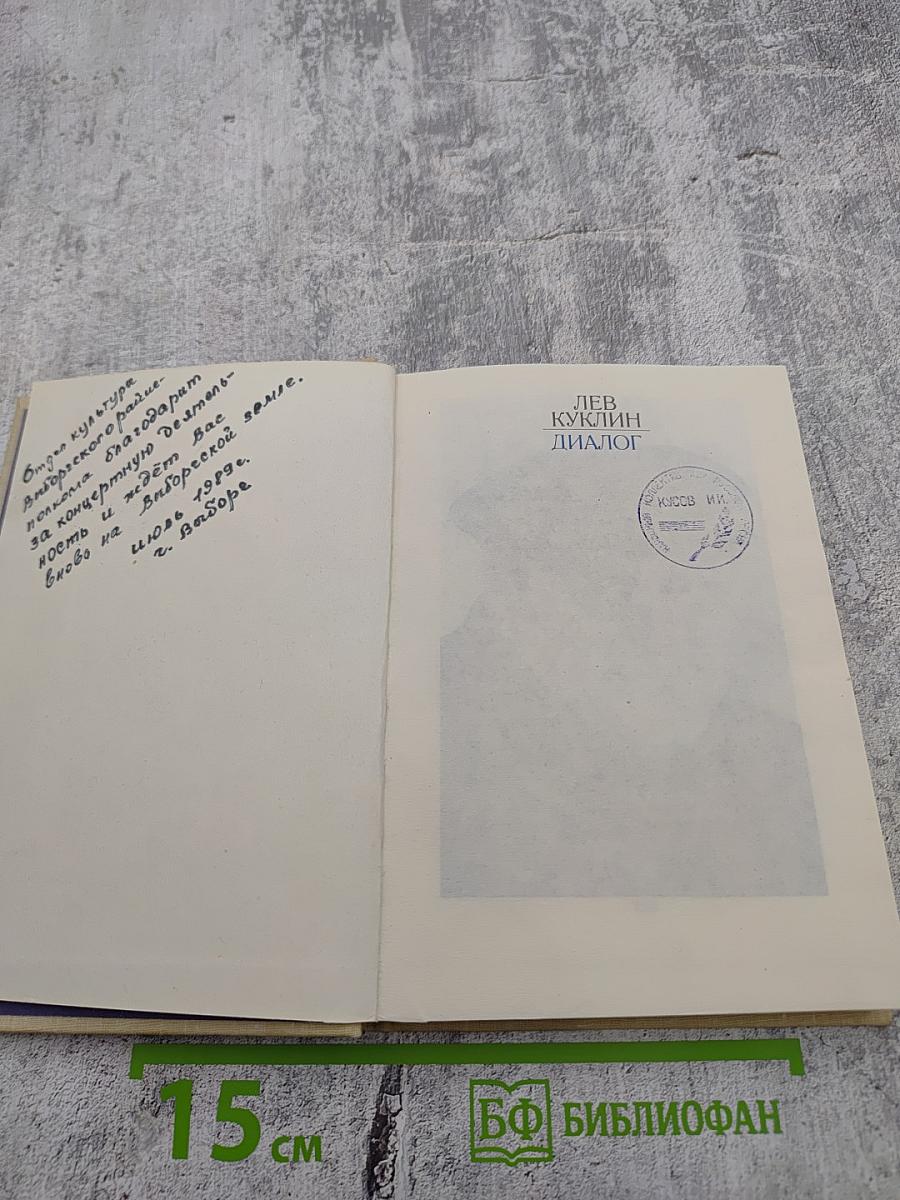 Отдел культуры
Выборгского райис-
полкома благодарит
за концертную деятель-
ность и ждёт Вас
вновь на Выборгской земле.
июль 1989г.
г. Выборг
ЛЕВ
КУКЛИН
ДИАЛОГ
КУСОВ И.И.
15 см
БФ БИБЛИОФАН